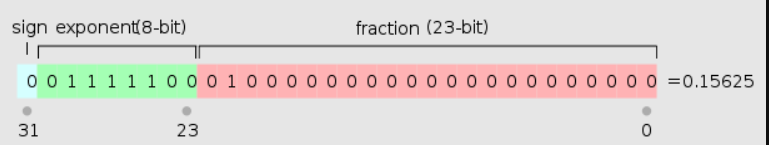 sign exponent(8-bit) fraction (23-bit)
0 0 1 1 1 1 1 0 0 0 1 0 0 0 0 0 0 0 0 0 0 0 0 0 0 0 0 0 0 0 0 0 =0.15625
31 23 0